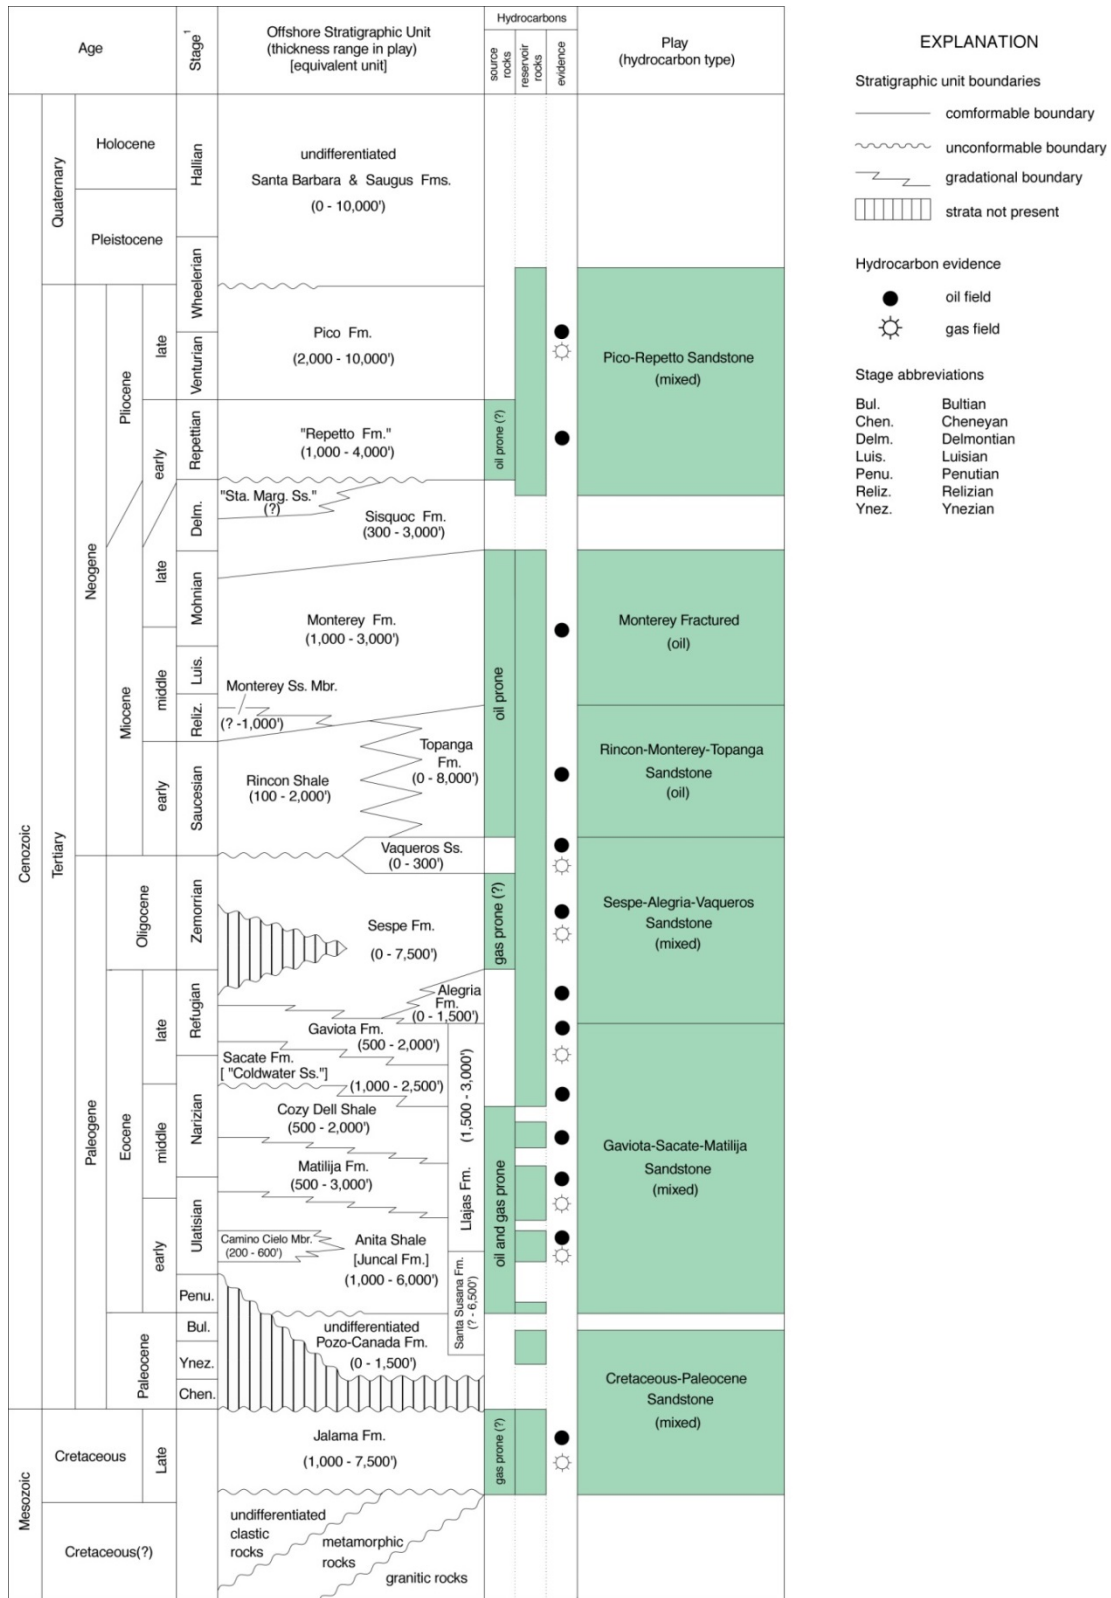 Age
Stage1
Offshore Stratigraphic Unit
(thickness range in play)
[equivalent unit]
Hydrocarbons
source
rocks
reservoir
rocks
evidence
Play
(hydrocarbon type)
Cenozoic
Mesozoic
Quaternary
Tertiary
Neogene
Paleogene
Holocene
Pleistocene
Pliocene
late
early
Miocene
late
middle
early
Oligocene
Eocene
late
middle
early
Paleocene
Cretaceous
Late
Cretaceous(?)
Hallian
Wheelerian
Venturian
Repettian
Delm.
Mohnian
Luis.
Reliz.
Saucesian
Zemorrian
Refugian
Narizian
Ulatisian
Penu.
Bul.
Ynez.
Chen.
undifferentiated
Santa Barbara & Saugus Fms.
(0 - 10,000')
Pico Fm.
(2,000 - 10,000')
"Repetto Fm."
(1,000 - 4,000')
"Sta. Marg. Ss."
(?)
Sisquoc Fm.
(300 - 3,000')
Monterey Fm.
(1,000 - 3,000')
Monterey Ss. Mbr.
(? -1,000')
Topanga
Fm.
(0 - 8,000')
Rincon Shale
(100 - 2,000')
Vaqueros Ss.
(0 - 300')
Sespe Fm.
(0 - 7,500')
Alegria
Fm.
(0 - 1,500')
Gaviota Fm.
(500 - 2,000')
Sacate Fm.
[ "Coldwater Ss."]
(1,000 - 2,500')
Cozy Dell Shale
(500 - 2,000')
Matilija Fm.
(500 - 3,000')
Llajas Fm.
(1,500 - 3,000')
Camino Cielo Mbr.
(200 - 600')
Anita Shale
[Juncal Fm.]
(1,000 - 6,000')
Santa Susana Fm.
(? - 6,500')
undifferentiated
Pozo-Canada Fm.
(0 - 1,500')
Jalama Fm.
(1,000 - 7,500')
undifferentiated
clastic
rocks
metamorphic
rocks
granitic rocks
oil prone (?)
oil prone
gas prone (?)
oil and gas prone
gas prone (?)
Pico-Repetto Sandstone
(mixed)
Monterey Fractured
(oil)
Rincon-Monterey-Topanga
Sandstone
(oil)
Sespe-Alegria-Vaqueros
Sandstone
(mixed)
Gaviota-Sacate-Matilija
Sandstone
(mixed)
Cretaceous-Paleocene
Sandstone
(mixed)
EXPLANATION
Stratigraphic unit boundaries
comformable boundary
unconformable boundary
gradational boundary
strata not present
Hydrocarbon evidence
oil field
gas field
Stage abbreviations
Bul. Bultian
Chen. Cheneyan
Delm. Delmontian
Luis. Luisian
Penu. Penutian
Reliz. Relizian
Ynez. Ynezian